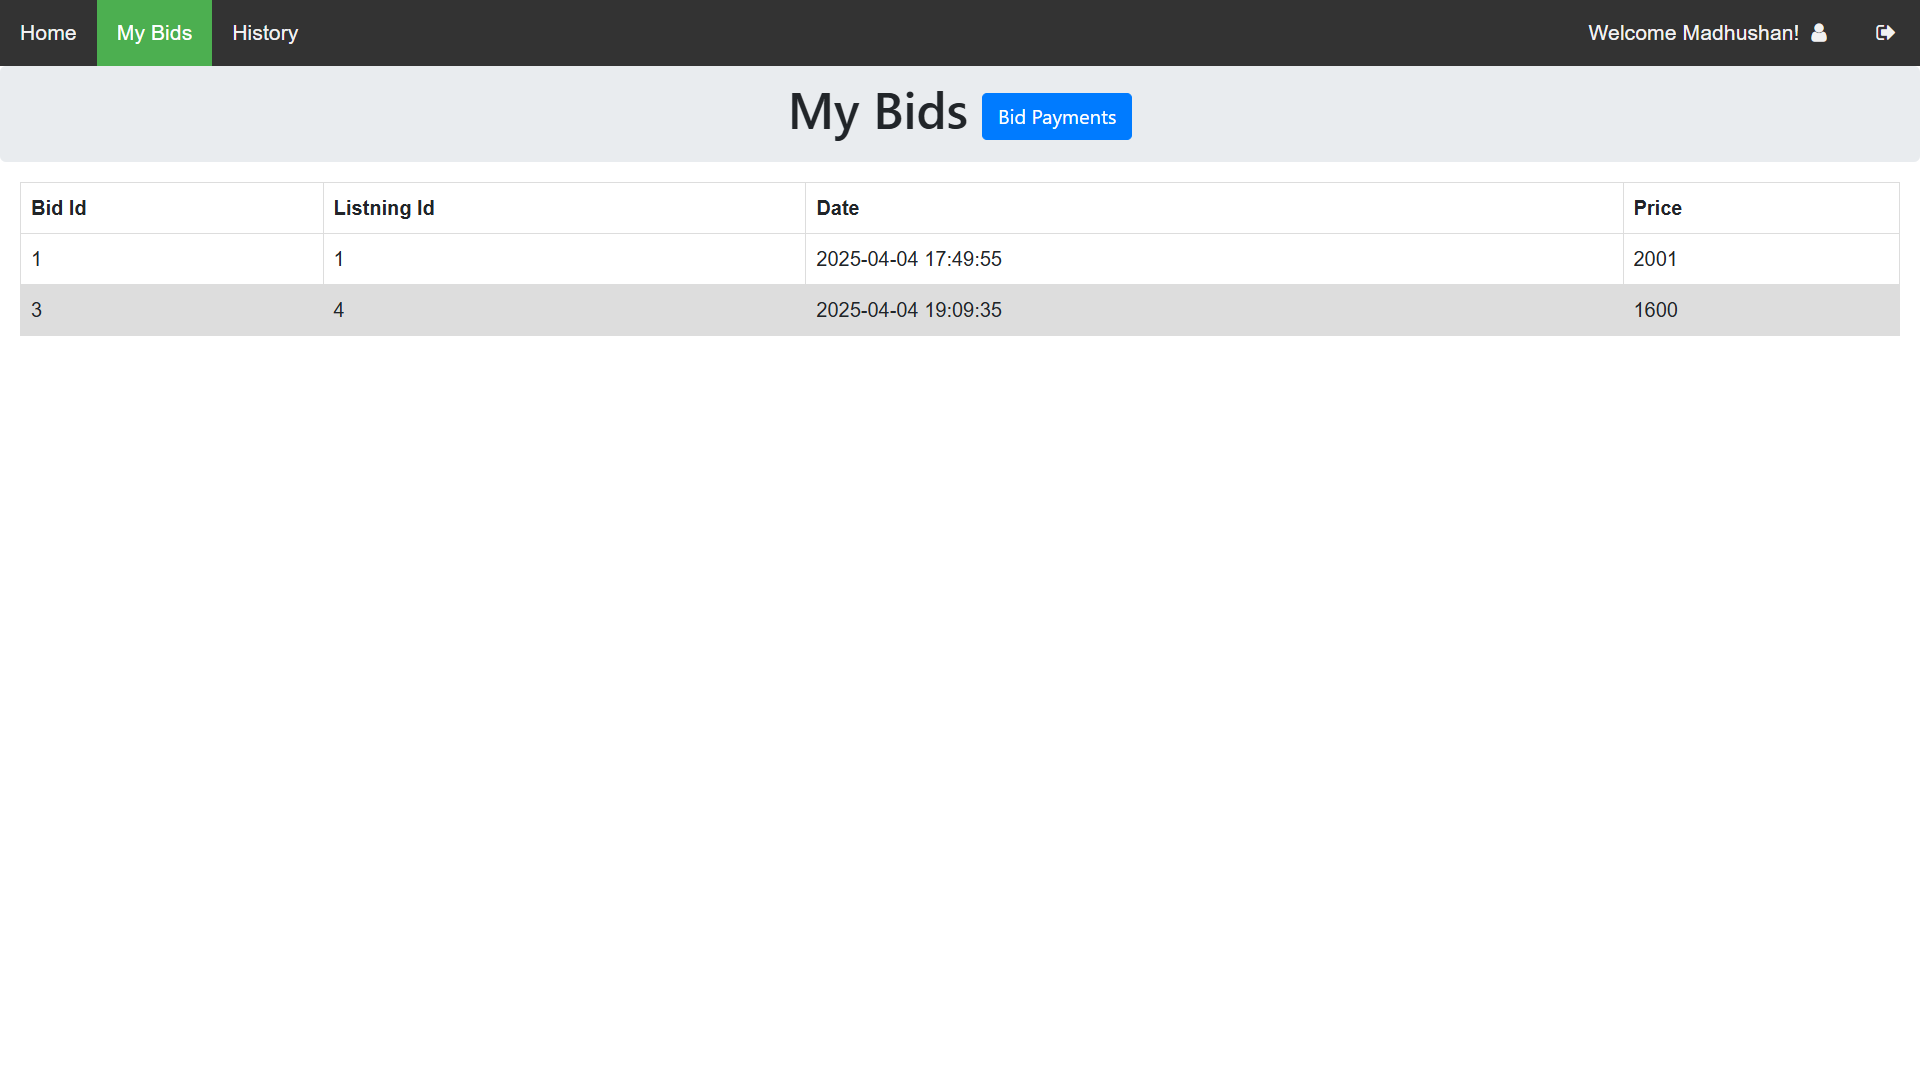 Home My Bids History Welcome Madhushan!
My Bids Bid Payments
Bid Id Listning Id Date Price
1 1 2025-04-04 17:49:55 2001
3 4 2025-04-04 19:09:35 1600